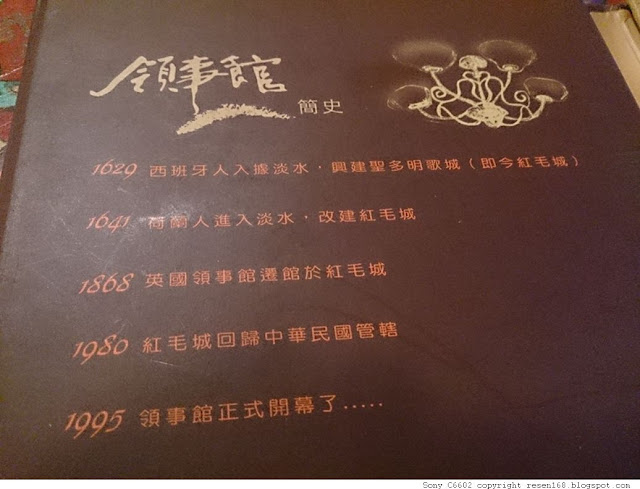 領事館
簡史
1629 西班牙人入據淡水，興建聖多明歌城（即今紅毛城）
1641 荷蘭人進入淡水，改建紅毛城
1868 英國領事館遷館於紅毛城
1980 紅毛城回歸中華民國管轄
1995 領事館正式開幕了.....
Sony C6602 copyright resen168.blogspot.com